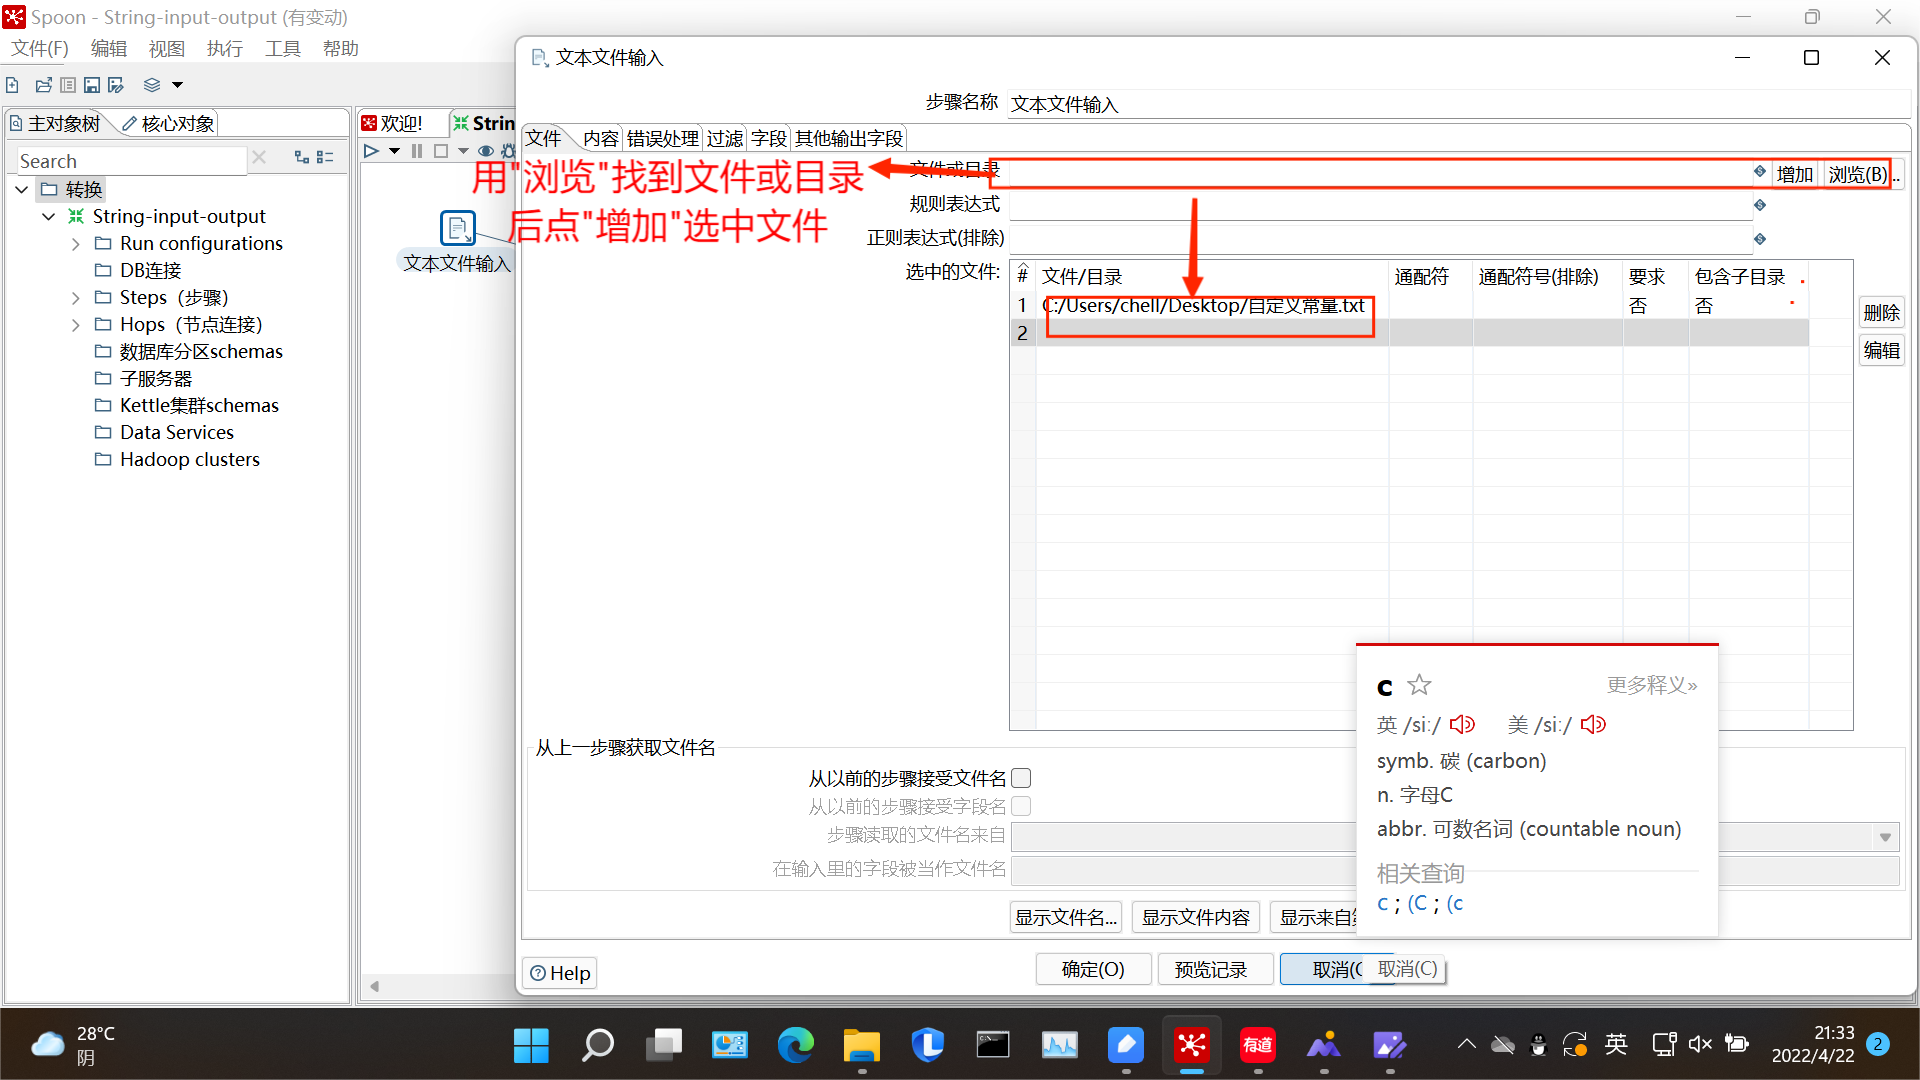 Spoon - String-input-output (有变动)
文件(F) 编辑 视图 执行 工具 帮助
主对象树 核心对象
Search
转换
String-input-output
Run configurations
DB连接
Steps（步骤）
Hops（节点连接）
数据库分区schemas
子服务器
Kettle集群schemas
Data Services
Hadoop clusters
欢迎! Strin
文本文件输入
文本文件输入
步骤名称 文本文件输入
文件 内容 错误处理 过滤 字段 其他输出字段
文件或目录 增加 浏览(B)...
用"浏览"找到文件或目录
后点"增加"选中文件
规则表达式
正则表达式(排除)
选中的文件:
# 文件/目录 通配符 通配符号(排除) 要求 包含子目录
1 C:/Users/chell/Desktop/自定义常量.txt 否 否
2
删除
编辑
从上一步骤获取文件名
从以前的步骤接受文件名
从以前的步骤接受字段名
步骤读取的文件名来自
在输入里的字段被当作文件名
显示文件名... 显示文件内容 显示来自
Help 确定(O) 预览记录 取消(C 取消(C)
c 更多释义»
英 /siː/ 美 /siː/
symb. 碳 (carbon)
n. 字母C
abbr. 可数名词 (countable noun)
相关查询
c ; (C ; (c
28°C
阴
有道
英
21:33
2022/4/22
2